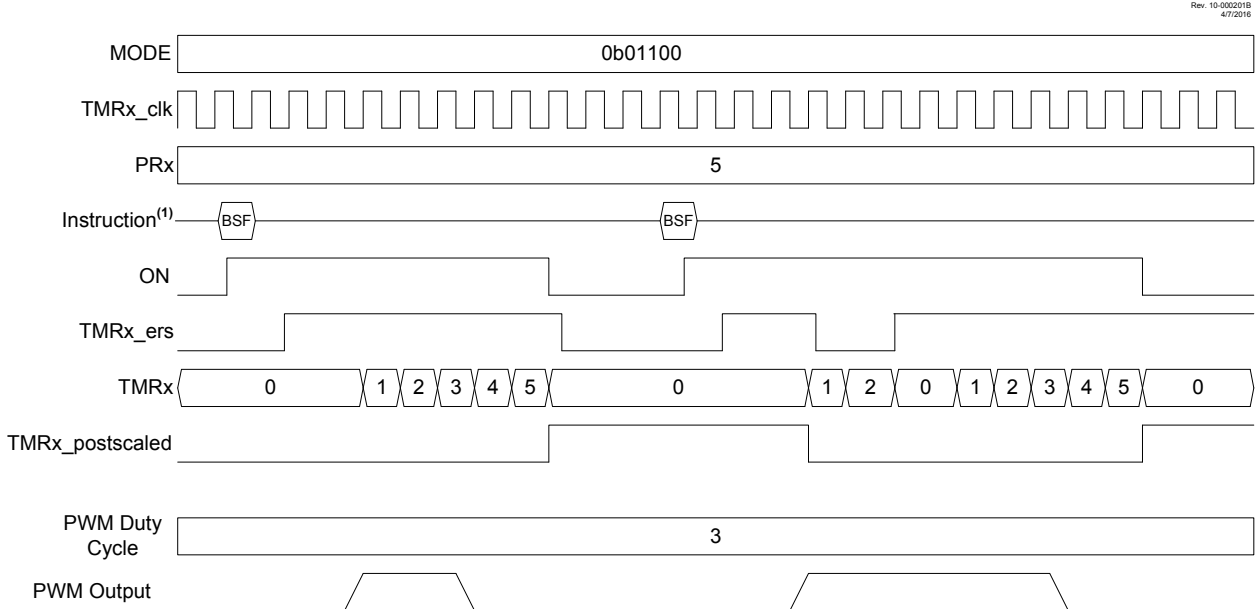 Rev. 10-000201B
4/7/2016
MODE 0b01100
TMRx_clk
PRx 5
Instruction(1) BSF BSF
ON
TMRx_ers
TMRx 0 1 2 3 4 5 0 1 2 0 1 2 3 4 5 0
TMRx_postscaled
PWM Duty
Cycle 3
PWM Output